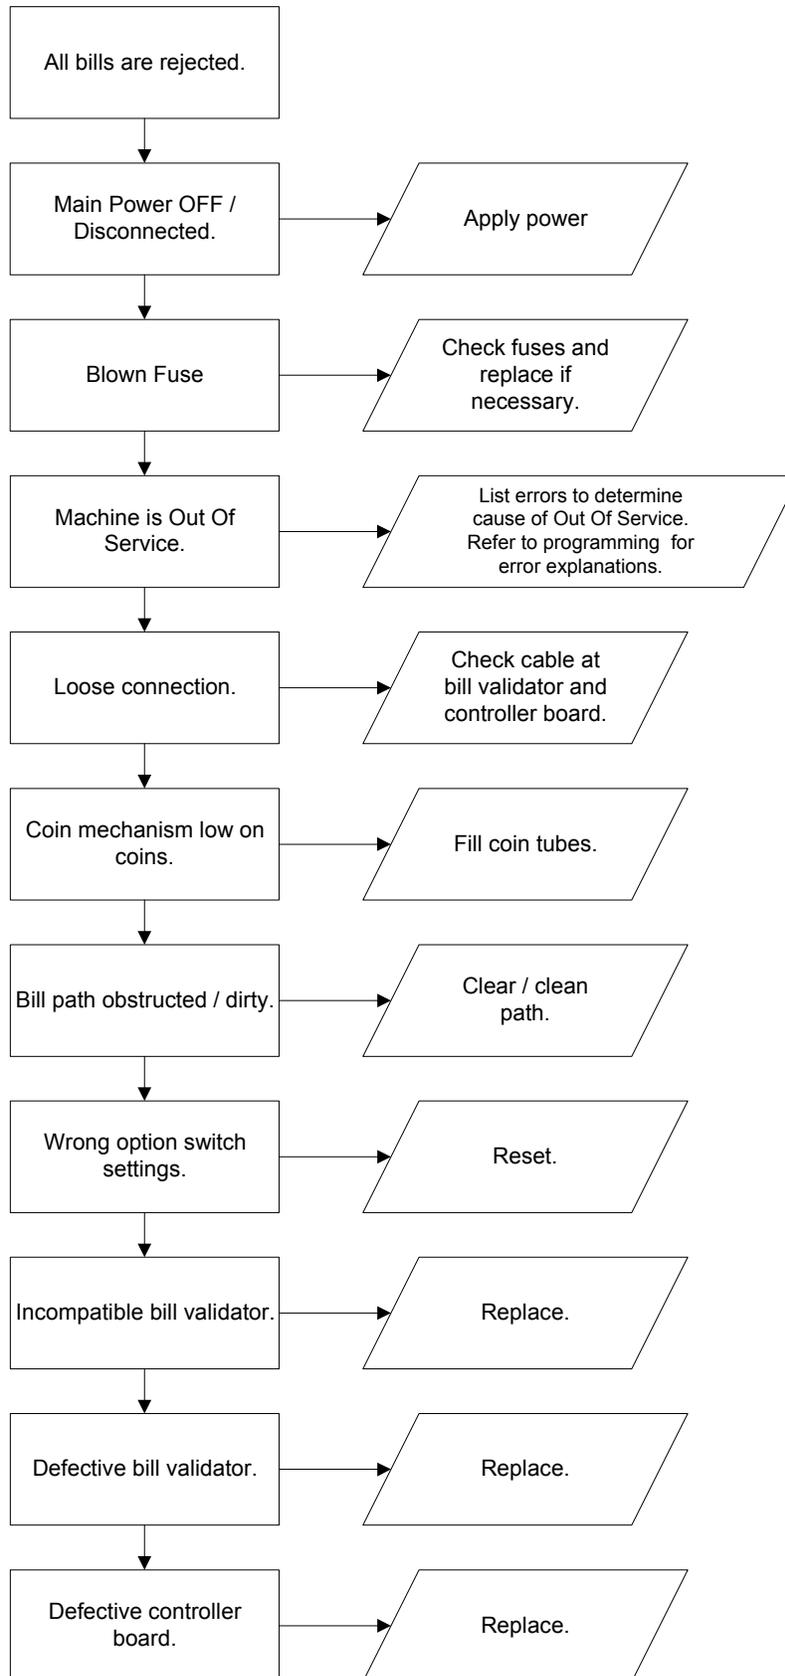 All bills are rejected.
Main Power OFF /
Disconnected.
Apply power
Blown Fuse
Check fuses and
replace if
necessary.
Machine is Out Of
Service.
List errors to determine
cause of Out Of Service.
Refer to programming  for
error explanations.
Loose connection.
Check cable at
bill validator and
controller board.
Coin mechanism low on
coins.
Fill coin tubes.
Bill path obstructed / dirty.
Clear / clean
path.
Wrong option switch
settings.
Reset.
Incompatible bill validator.
Replace.
Defective bill validator.
Replace.
Defective controller
board.
Replace.